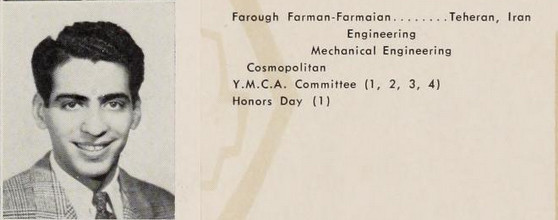 Farough Farman-Farmaian........Teheran, Iran
Engineering
Mechanical Engineering
Cosmopolitan
Y.M.C.A. Committee (1, 2, 3, 4)
Honors Day (1)